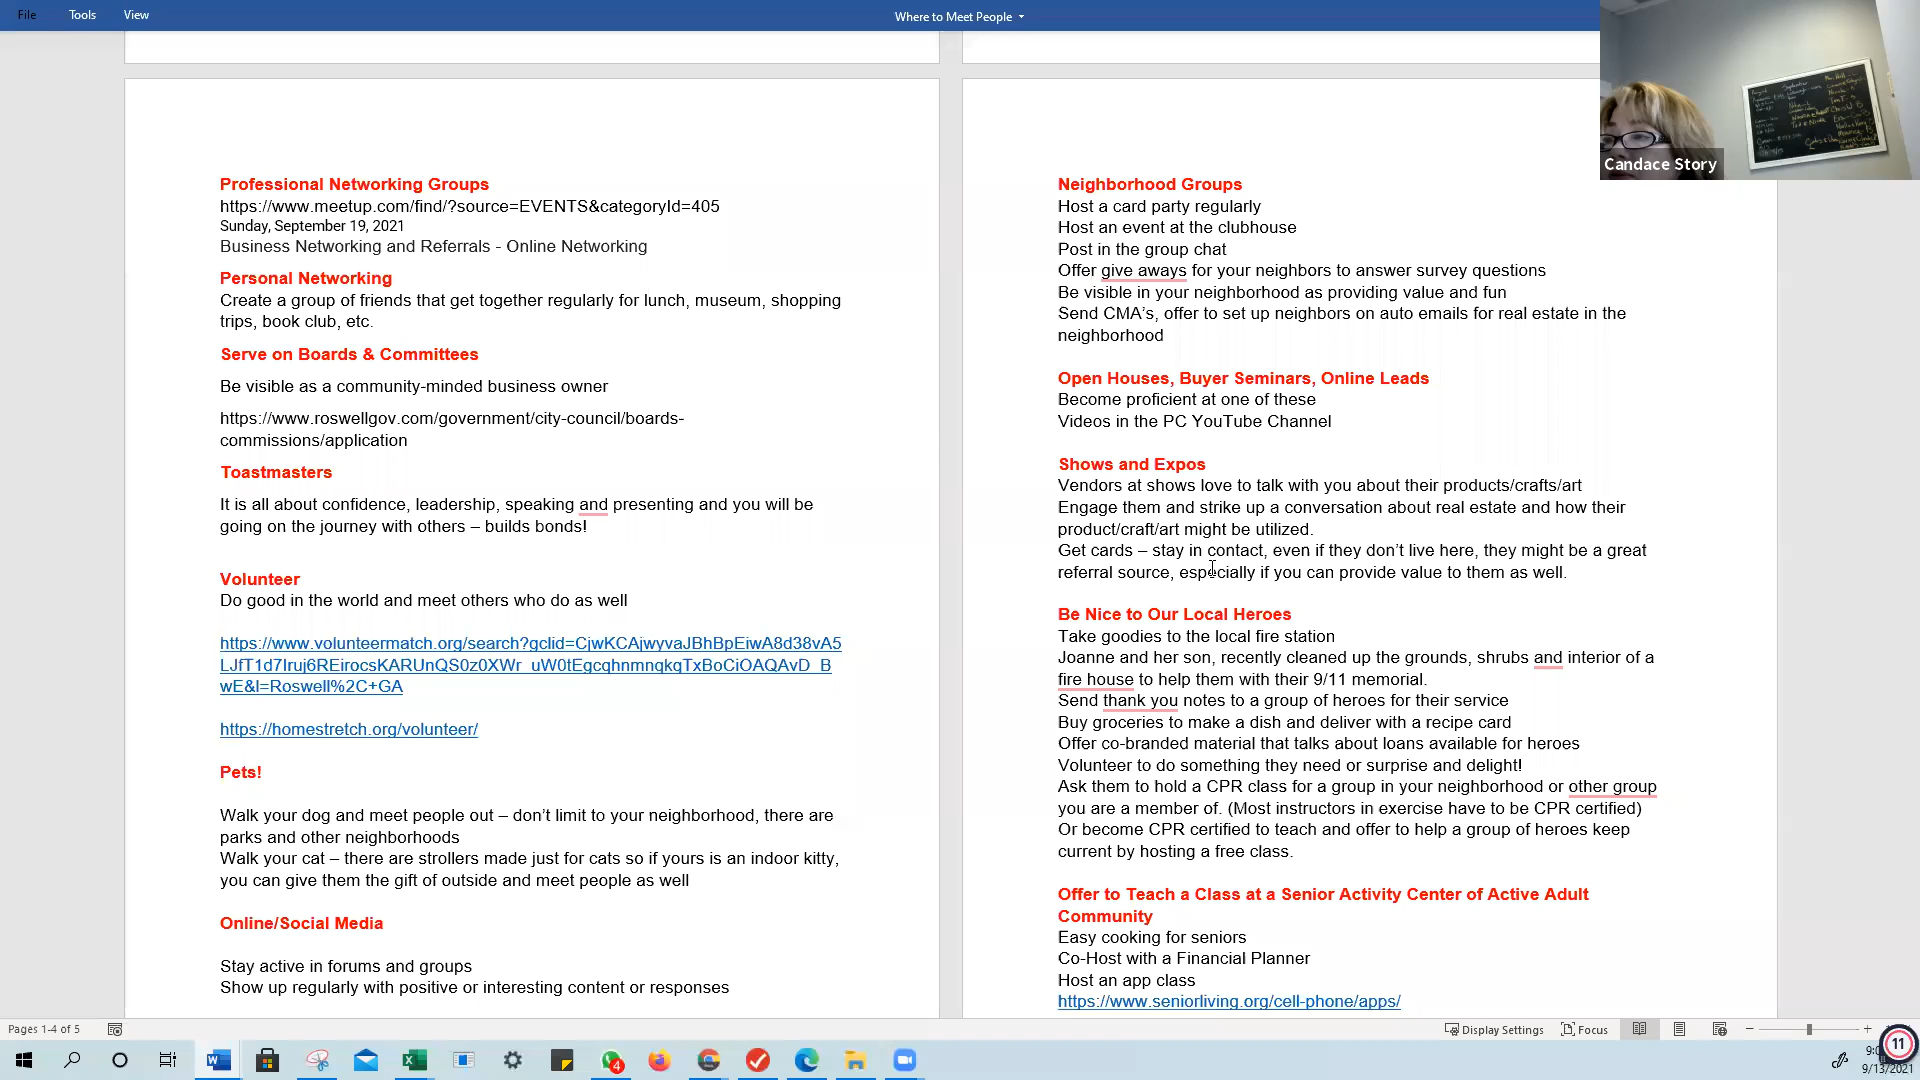 File Tools View
Where to Meet People
Candace Story
Professional Networking Groups
https://www.meetup.com/find/?source=EVENTS&categoryId=405
Sunday, September 19, 2021
Business Networking and Referrals - Online Networking
Personal Networking
Create a group of friends that get together regularly for lunch, museum, shopping
trips, book club, etc.
Serve on Boards & Committees
Be visible as a community-minded business owner
https://www.roswellgov.com/government/city-council/boards-
commissions/application
Toastmasters
It is all about confidence, leadership, speaking and presenting and you will be
going on the journey with others – builds bonds!
Volunteer
Do good in the world and meet others who do as well
https://www.volunteermatch.org/search?gclid=CjwKCAjwyvaJBhBpEiwA8d38vA5
LJfT1d7Iruj6REirocsKARUnQS0z0XWr_uW0tEgcqhnmnqkqTxBoCiOAQAvD_B
wE&l=Roswell%2C+GA
https://homestretch.org/volunteer/
Pets!
Walk your dog and meet people out – don’t limit to your neighborhood, there are
parks and other neighborhoods
Walk your cat – there are strollers made just for cats so if yours is an indoor kitty,
you can give them the gift of outside and meet people as well
Online/Social Media
Stay active in forums and groups
Show up regularly with positive or interesting content or responses
Neighborhood Groups
Host a card party regularly
Host an event at the clubhouse
Post in the group chat
Offer give aways for your neighbors to answer survey questions
Be visible in your neighborhood as providing value and fun
Send CMA’s, offer to set up neighbors on auto emails for real estate in the
neighborhood
Open Houses, Buyer Seminars, Online Leads
Become proficient at one of these
Videos in the PC YouTube Channel
Shows and Expos
Vendors at shows love to talk with you about their products/crafts/art
Engage them and strike up a conversation about real estate and how their
product/craft/art might be utilized.
Get cards – stay in contact, even if they don’t live here, they might be a great
referral source, especially if you can provide value to them as well.
Be Nice to Our Local Heroes
Take goodies to the local fire station
Joanne and her son, recently cleaned up the grounds, shrubs and interior of a
fire house to help them with their 9/11 memorial.
Send thank you notes to a group of heroes for their service
Buy groceries to make a dish and deliver with a recipe card
Offer co-branded material that talks about loans available for heroes
Volunteer to do something they need or surprise and delight!
Ask them to hold a CPR class for a group in your neighborhood or other group
you are a member of. (Most instructors in exercise have to be CPR certified)
Or become CPR certified to teach and offer to help a group of heroes keep
current by hosting a free class.
Offer to Teach a Class at a Senior Activity Center of Active Adult
Community
Easy cooking for seniors
Co-Host with a Financial Planner
Host an app class
https://www.seniorliving.org/cell-phone/apps/
Pages 1-4 of 5
Display Settings Focus
4
11
9/13/2021